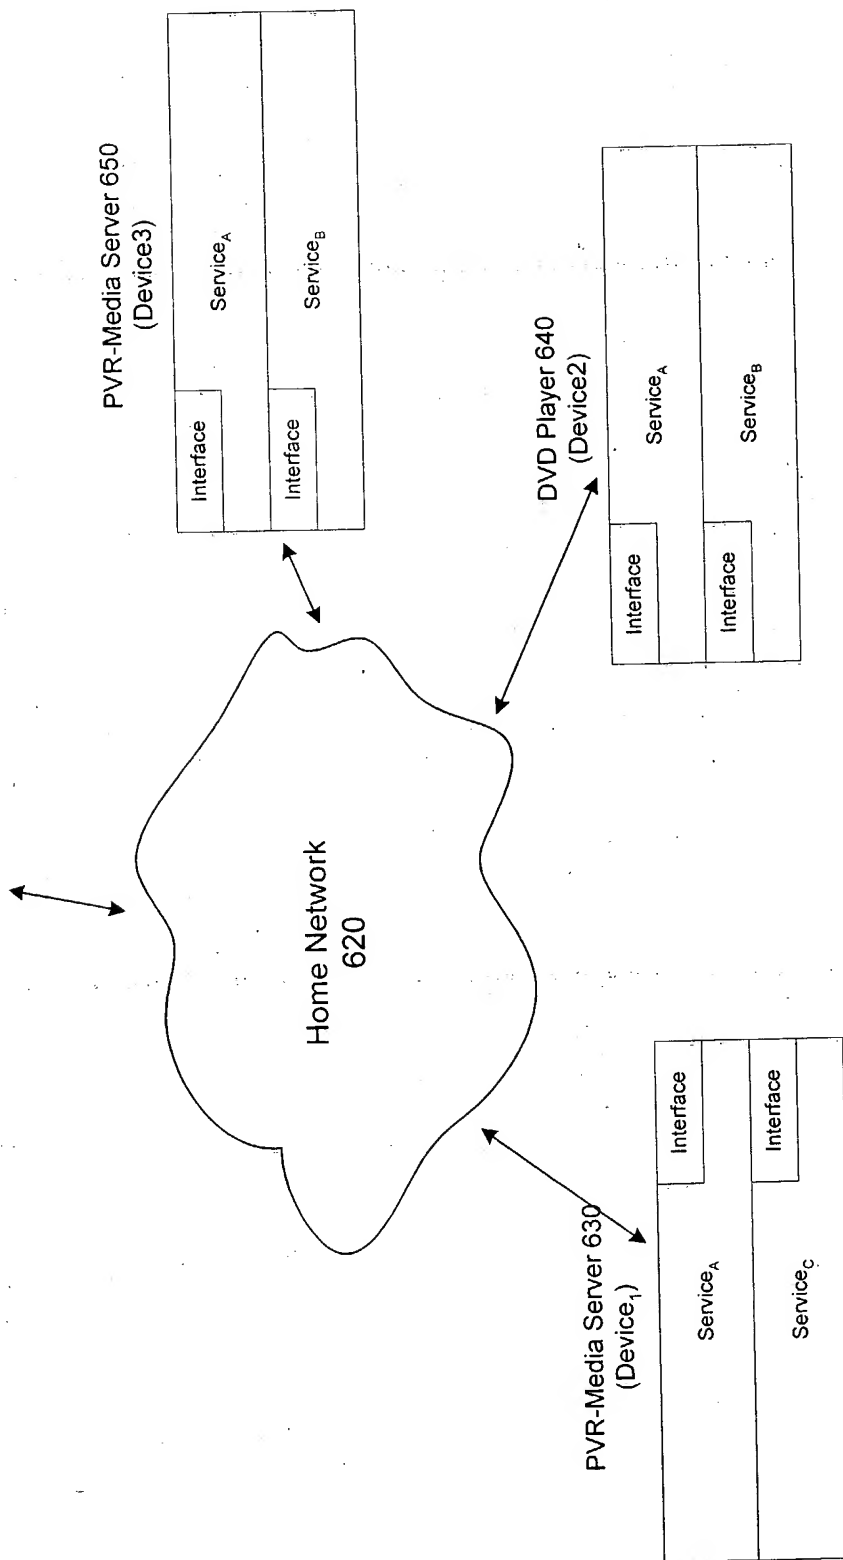 PVR-Media Server 650
(Device3)
Interface
Service_A
Interface
Service_B
DVD Player 640
(Device2)
Interface
Service_A
Interface
Service_B
Home Network
620
PVR-Media Server 630
(Device_1)
Service_A
Interface
Service_C
Interface